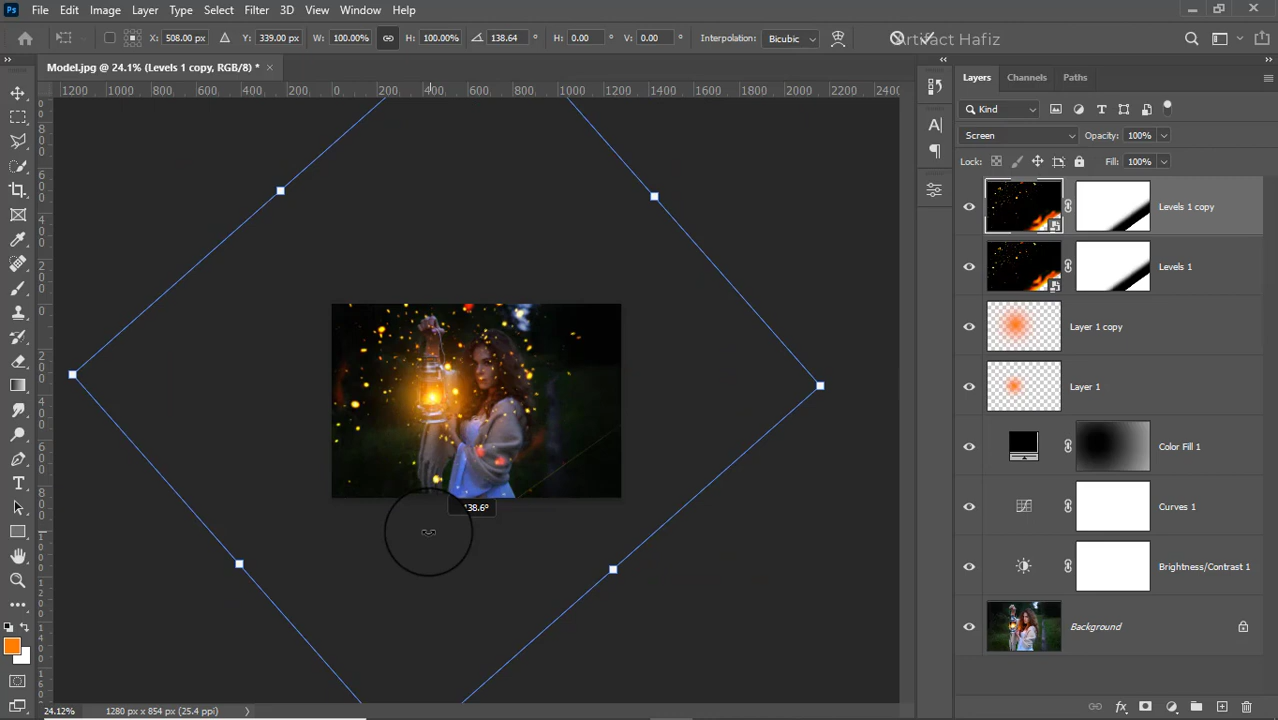 Ps File Edit Image Layer Type Select Filter 3D View Window Help
X: 508.00 px Y: 339.00 px W: 100.00% H: 100.00% 138.64 ° H: 0.00 ° V: 0.00 ° Interpolation: Bicubic
Artifact Hafiz
Model.jpg @ 24.1% (Levels 1 copy, RGB/8) * ×
1200 1000 800 600 400 200 0 200 400 600 800 1000 1200 1400 1600 1800 2000 2200 2400
138.6°
Layers Channels Paths
Kind
Screen Opacity: 100%
Lock: Fill: 100%
Levels 1 copy
Levels 1
Layer 1 copy
Layer 1
Color Fill 1
Curves 1
Brightness/Contrast 1
Background
24.12% 1280 px x 854 px (25.4 ppi)